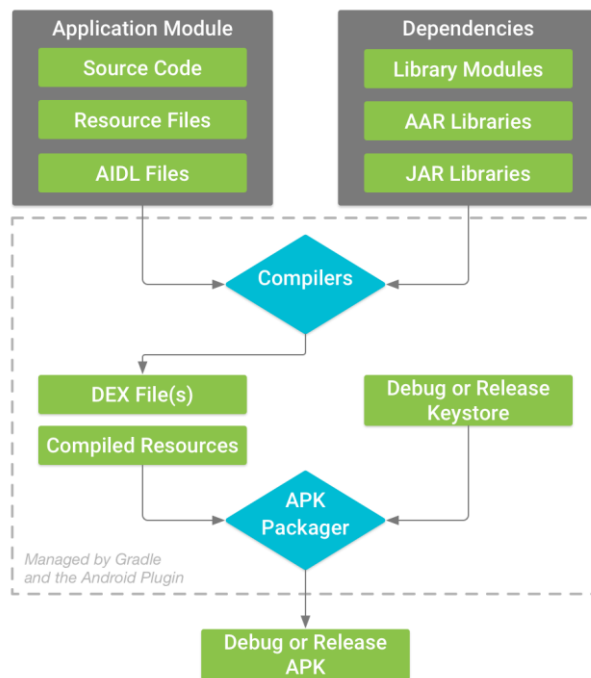 Application Module
Source Code
Resource Files
AIDL Files
Dependencies
Library Modules
AAR Libraries
JAR Libraries
Compilers
DEX File(s)
Compiled Resources
Debug or Release
Keystore
APK
Packager
Managed by Gradle
and the Android Plugin
Debug or Release
APK